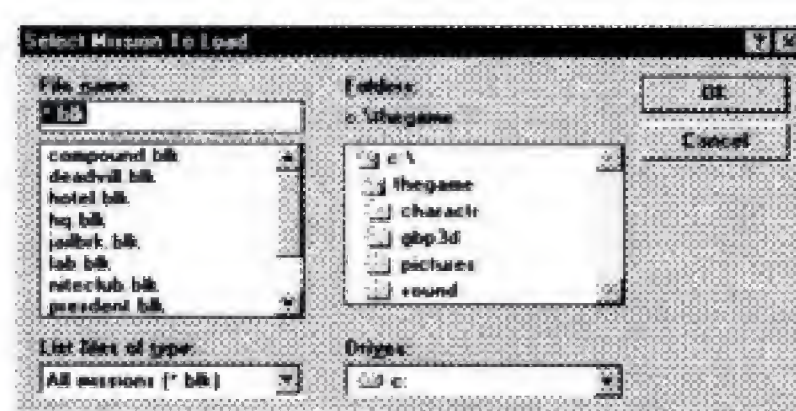 Select Mission To Load
File name:
*.blk
compound.blk
deadvill.blk
hotel.blk
hq.blk
jailbrk.blk
lab.blk
niteclub.blk
presdent.blk
List files of type:
All missions (*.blk)
Folders:
c:\thegame
c:\
thegame
charactr
gbp3d
pictures
sound
Drives:
c:
OK
Cancel